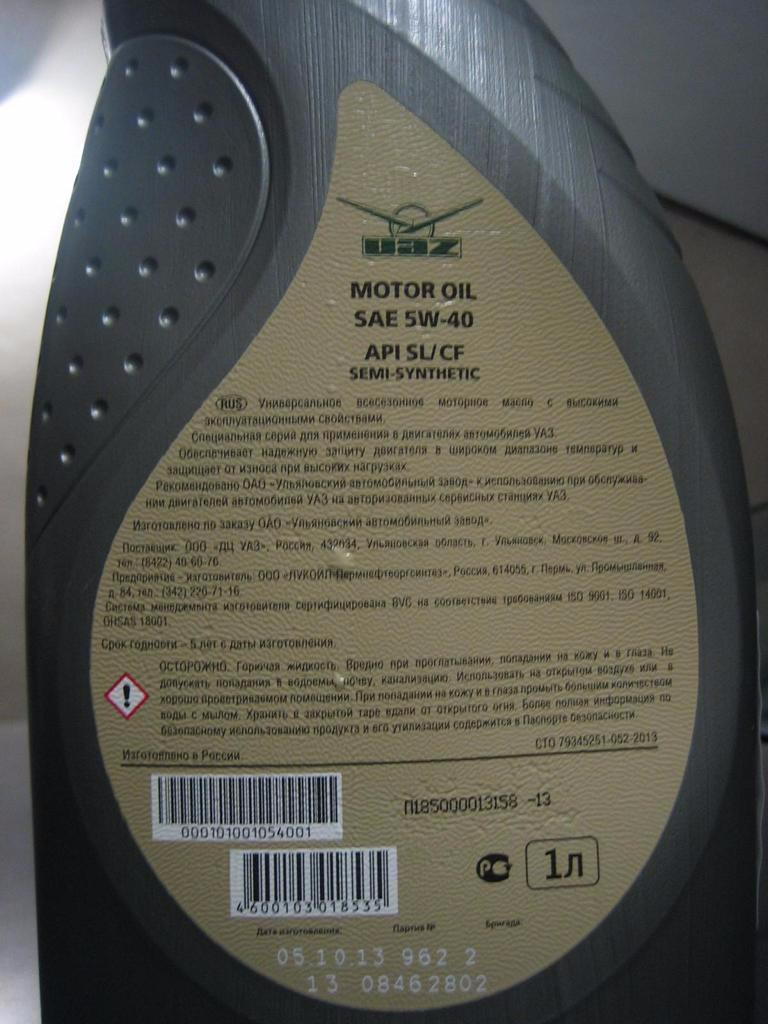 UAZ
MOTOR OIL
SAE 5W-40
API SL/CF
SEMI-SYNTHETIC
(RUS) Универсальное всесезонное моторное масло с высокими
эксплуатационными свойствами.
Специальная серия для применения в двигателях автомобилей УАЗ.
Обеспечивает надежную защиту двигателя в широком диапазоне температур и
защищает от износа при высоких нагрузках.
Рекомендовано ОАО «Ульяновский автомобильный завод» к использованию при обслужива-
нии двигателей автомобилей УАЗ на авторизованных сервисных станциях УАЗ.
Изготовлено по заказу ОАО «Ульяновский автомобильный завод».
Поставщик: ООО «ДЦ УАЗ», Россия, 432034, Ульяновская область, г. Ульяновск, Московское ш., д. 92,
тел.: (8422) 40-60-76.
Предприятие – изготовитель: ООО «ЛУКОЙЛ-Пермнефтеоргсинтез», Россия, 614055, г. Пермь, ул. Промышленная,
д. 84, тел.: (342) 220-71-16.
Система менеджмента изготовителя сертифицирована BVC на соответствие требованиям ISO 9001, ISO 14001,
OHSAS 18001.
Срок годности – 5 лет с даты изготовления.
ОСТОРОЖНО. Горючая жидкость. Вредно при проглатывании, попадании на кожу и в глаза. Не
допускать попадания в водоемы, почву, канализацию. Использовать на открытом воздухе или в
хорошо проветриваемом помещении. При попадании на кожу и в глаза промыть большим количеством
воды с мылом. Хранить в закрытой таре вдали от открытого огня. Более полная информация по
безопасному использованию продукта и его утилизации содержится в Паспорте безопасности.
СТО 79345251-052-2013
Изготовлено в России
000101001054001
П185000013158 -13
4 600103 018535
РСТ
1л
Дата изготовления:
Партия №
Бригада:
05.10.13 962 2
13 08462802